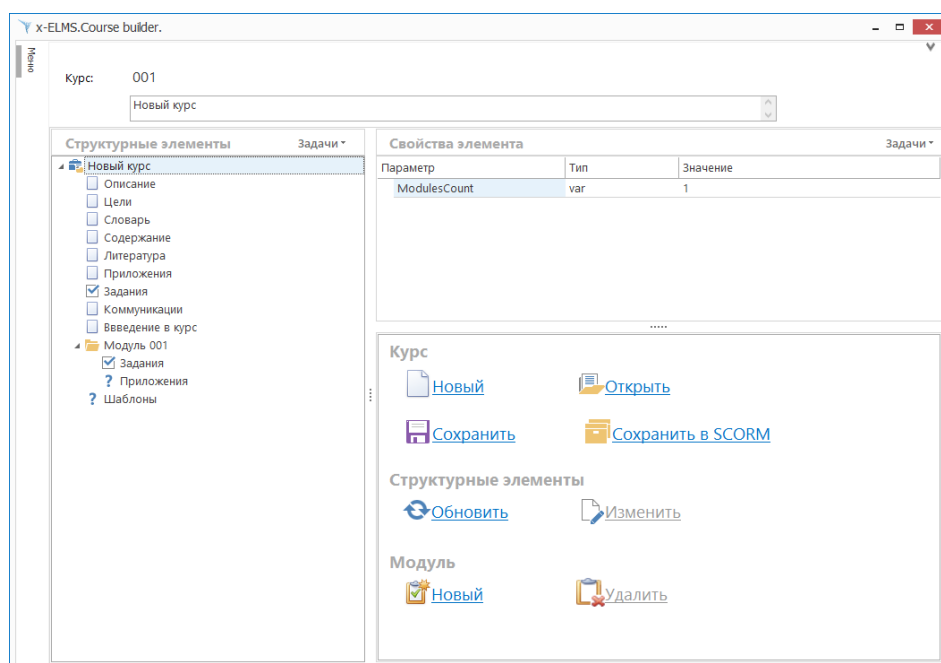 x-ELMS.Course builder.
Меню
Курс: 001
Новый курс
Структурные элементы Задачи
Новый курс
Описание
Цели
Словарь
Содержание
Литература
Приложения
Задания
Коммуникации
Ввведение в курс
Модуль 001
Задания
Приложения
Шаблоны
Свойства элемента Задачи
Параметр Тип Значение
ModulesCount var 1
Курс
Новый Открыть
Сохранить Сохранить в SCORM
Структурные элементы
Обновить Изменить
Модуль
Новый Удалить